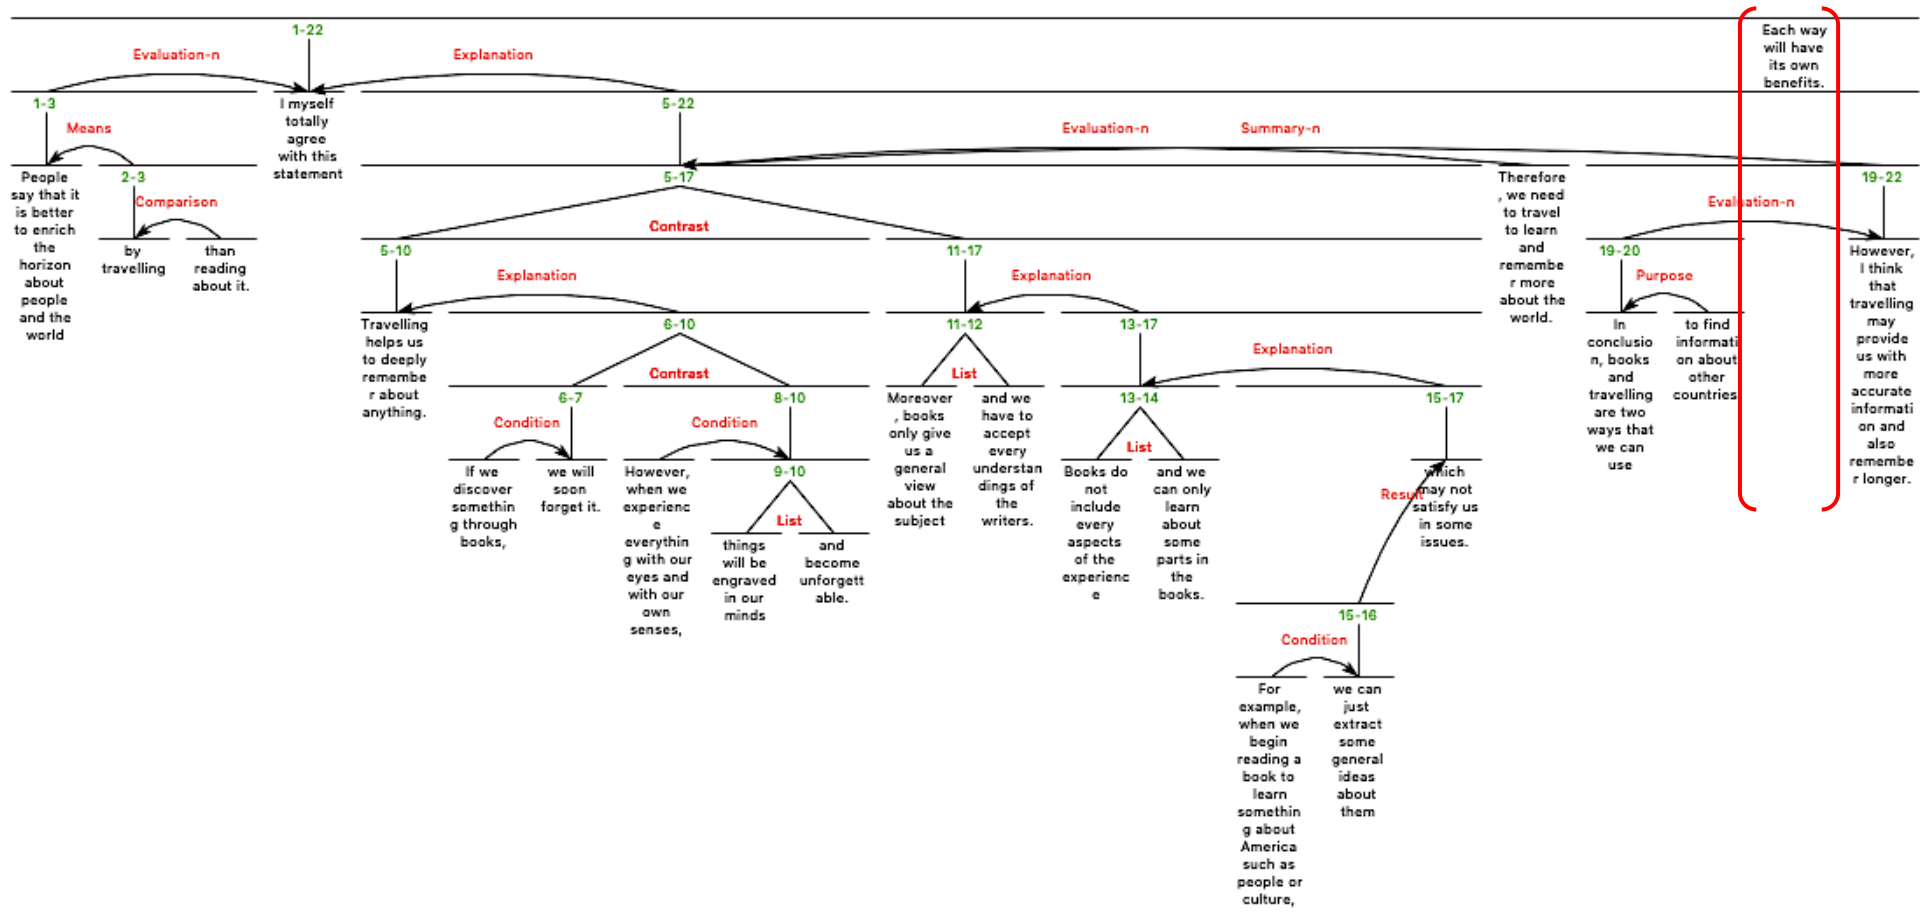 1-22
Each way
will have
its own
benefits.
Evaluation-n
Explanation
1-3
I myself
totally
agree
with this
statement
5-22
Means
Evaluation-n
Summary-n
People
say that it
is better
to enrich
the
horizon
about
people
and the
world
2-3
5-17
Therefore
, we need
to travel
to learn
and
remembe
r more
about the
world.
19-22
Comparison
Evaluation-n
Contrast
by
travelling
than
reading
about it.
5-10
11-17
19-20
However,
I think
that
travelling
may
provide
us with
more
accurate
informati
on and
also
remembe
r longer.
Explanation
Explanation
Purpose
Travelling
helps us
to deeply
remembe
r about
anything.
6-10
11-12
13-17
In
conclusio
n, books
and
travelling
are two
ways that
we can
use
to find
informati
on about
other
countries
Explanation
Contrast
List
6-7
8-10
Moreover
, books
only give
us a
general
view
about the
subject
and we
have to
accept
every
understan
dings of
the
writers.
13-14
15-17
Condition
Condition
List
If we
discover
somethin
g through
books,
we will
soon
forget it.
However,
when we
experienc
e
everythin
g with our
eyes and
with our
own
senses,
9-10
Books do
not
include
every
aspects
of the
experienc
e
and we
can only
learn
about
some
parts in
the
books.
which
may not
satisfy us
in some
issues.
Result
List
things
will be
engraved
in our
minds
and
become
unforgett
able.
15-16
Condition
For
example,
when we
begin
reading a
book to
learn
somethin
g about
America
such as
people or
culture,
we can
just
extract
some
general
ideas
about
them